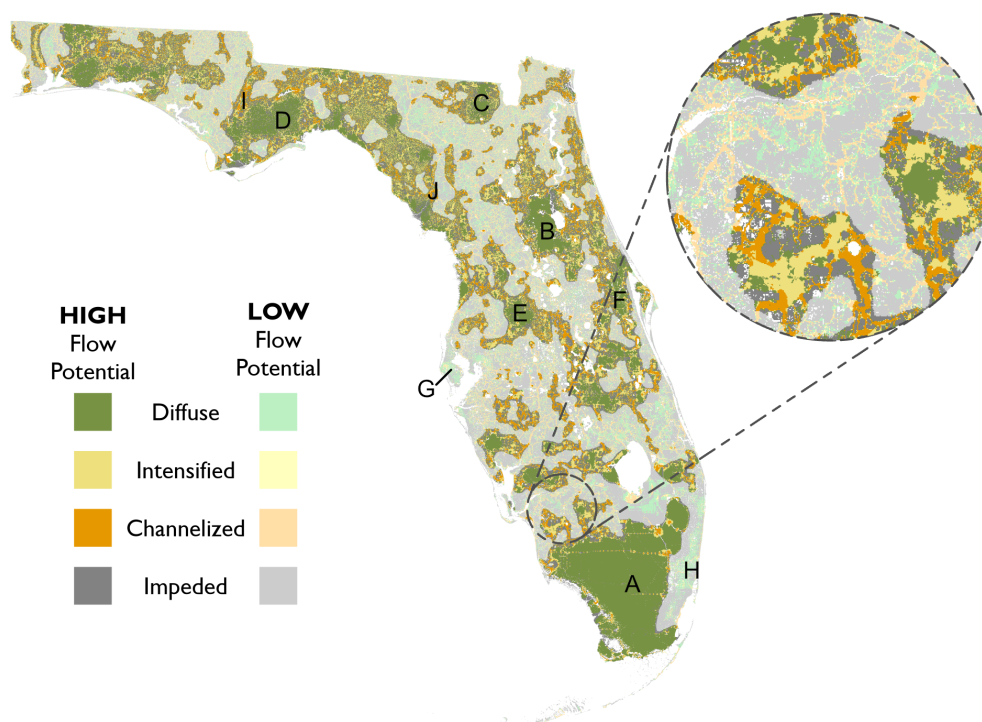 C
I
D
J
B
F
E
G
HIGH
Flow
Potential
LOW
Flow
Potential
Diffuse
Intensified
Channelized
Impeded
A
H